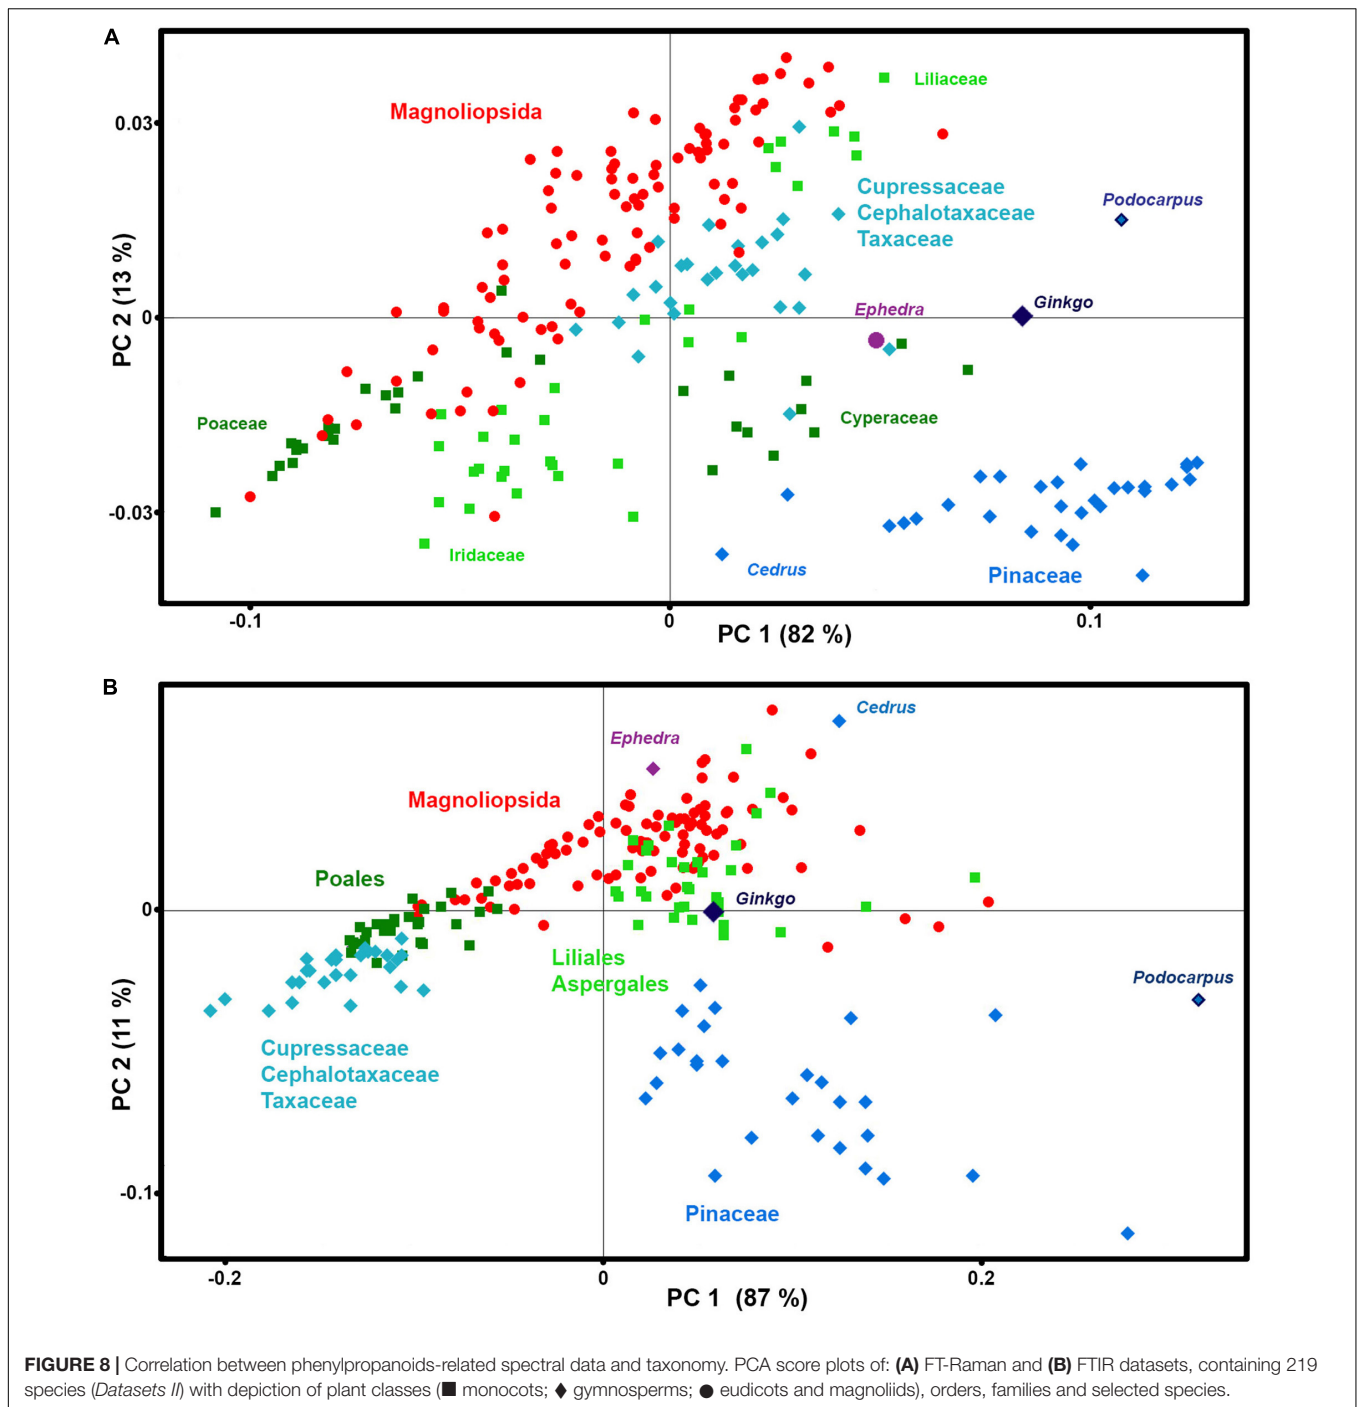 A
Magnoliopsida
Liliaceae
0.03
Cupressaceae
Cephalotaxaceae
Taxaceae
Podocarpus
Ephedra
Ginkgo
0
PC 2 (13 %)
Poaceae
Cyperaceae
-0.03
Iridaceae
Cedrus
Pinaceae
-0.1
0
0.1
PC 1 (82 %)
B
Cedrus
Ephedra
Magnoliopsida
Poales
Ginkgo
0
Liliales
Aspergales
Podocarpus
PC 2 (11 %)
Cupressaceae
Cephalotaxaceae
Taxaceae
-0.1
Pinaceae
-0.2
0
0.2
PC 1 (87 %)
FIGURE 8 | Correlation between phenylpropanoids-related spectral data and taxonomy. PCA score plots of: (A) FT-Raman and (B) FTIR datasets, containing 219
species (Datasets II) with depiction of plant classes (■ monocots; ♦ gymnosperms; ● eudicots and magnoliids), orders, families and selected species.